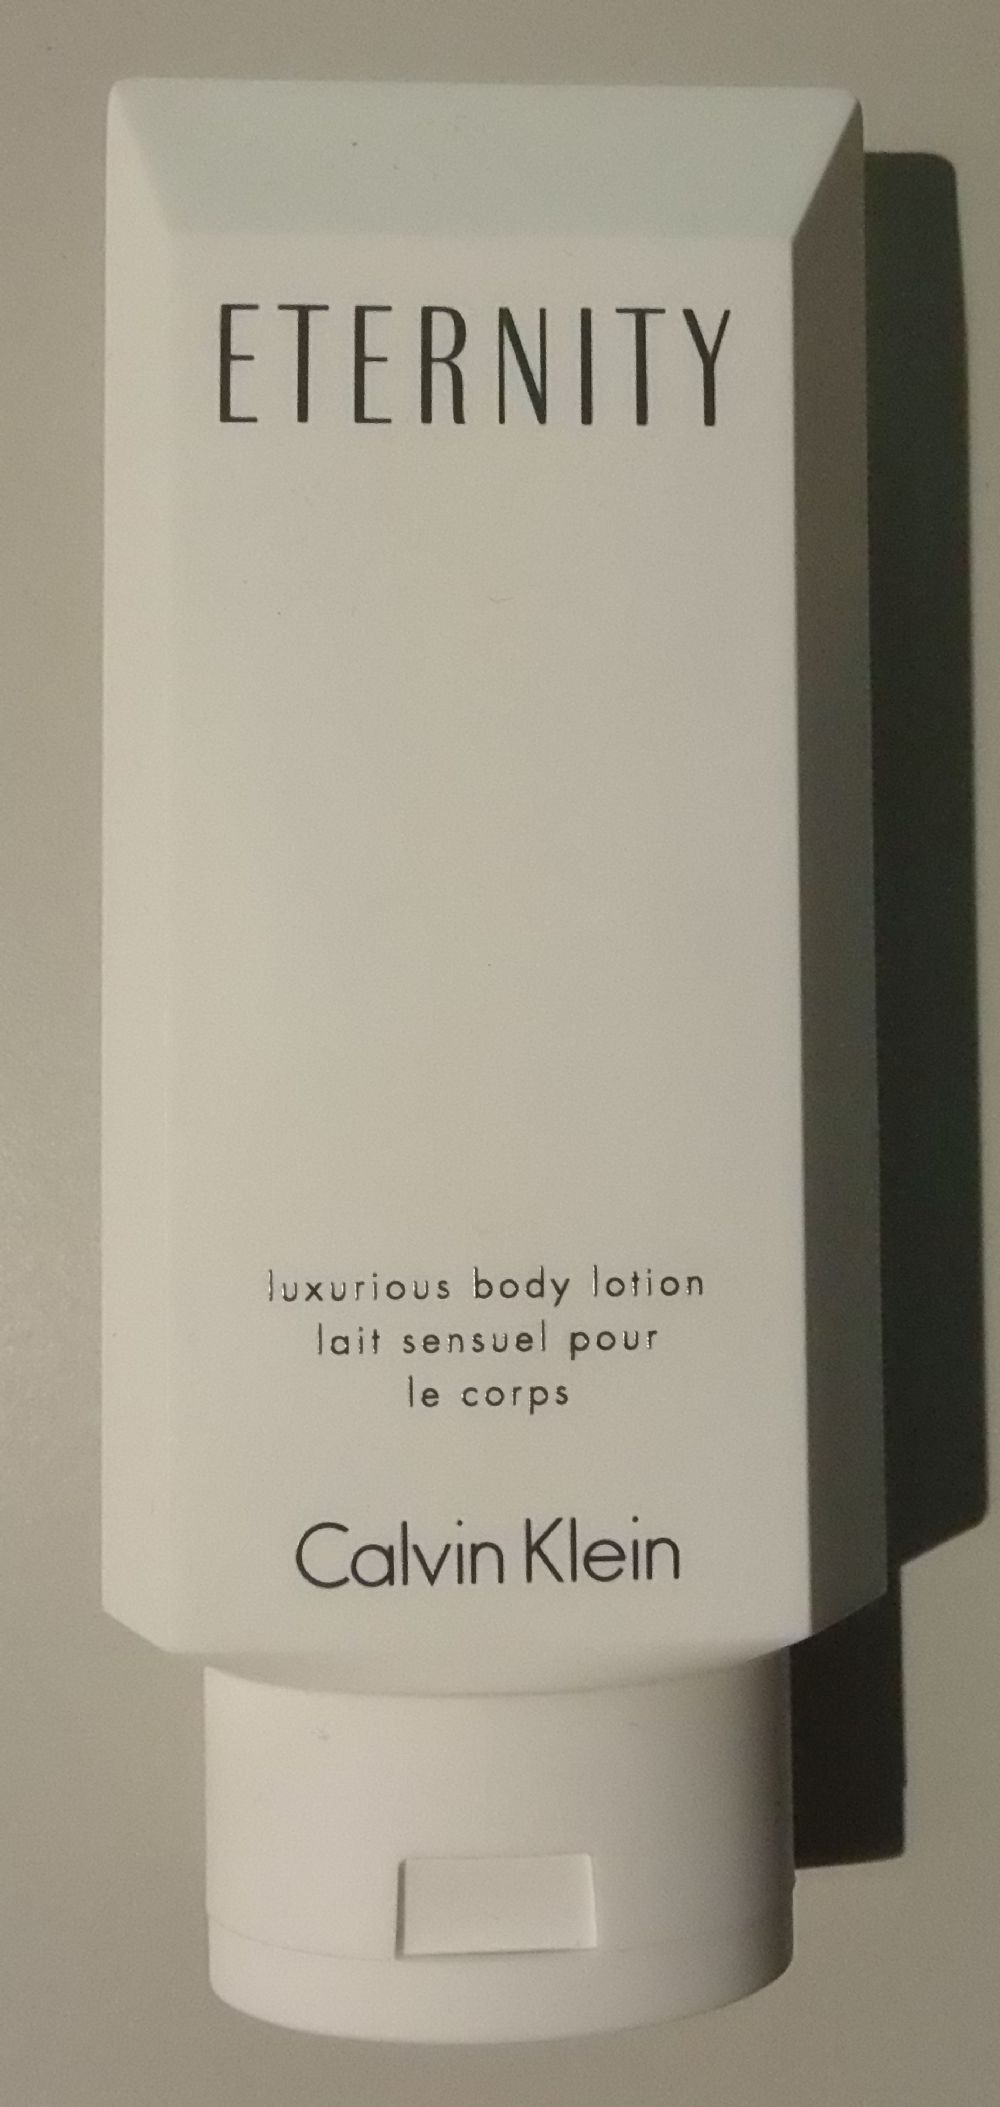 ETERNITY
luxurious body lotion
lait sensuel pour
le corps
Calvin Klein